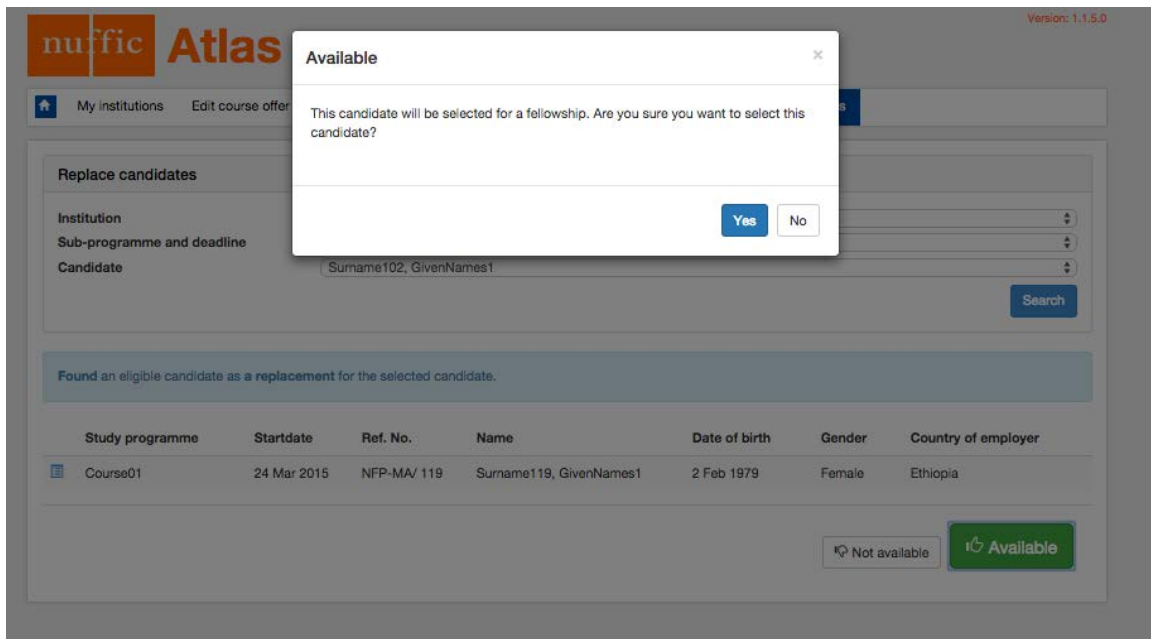 Version: 1.1.5.0
nuffic Atlas
Available ×
My institutions Edit course offer s
This candidate will be selected for a fellowship. Are you sure you want to select this
candidate?
Yes No
Replace candidates
Institution
Sub-programme and deadline
Candidate Surname102, GivenNames1
Search
Found an eligible candidate as a replacement for the selected candidate.
Study programme Startdate Ref. No. Name Date of birth Gender Country of employer
Course01 24 Mar 2015 NFP-MA/ 119 Surname119, GivenNames1 2 Feb 1979 Female Ethiopia
Not available Available